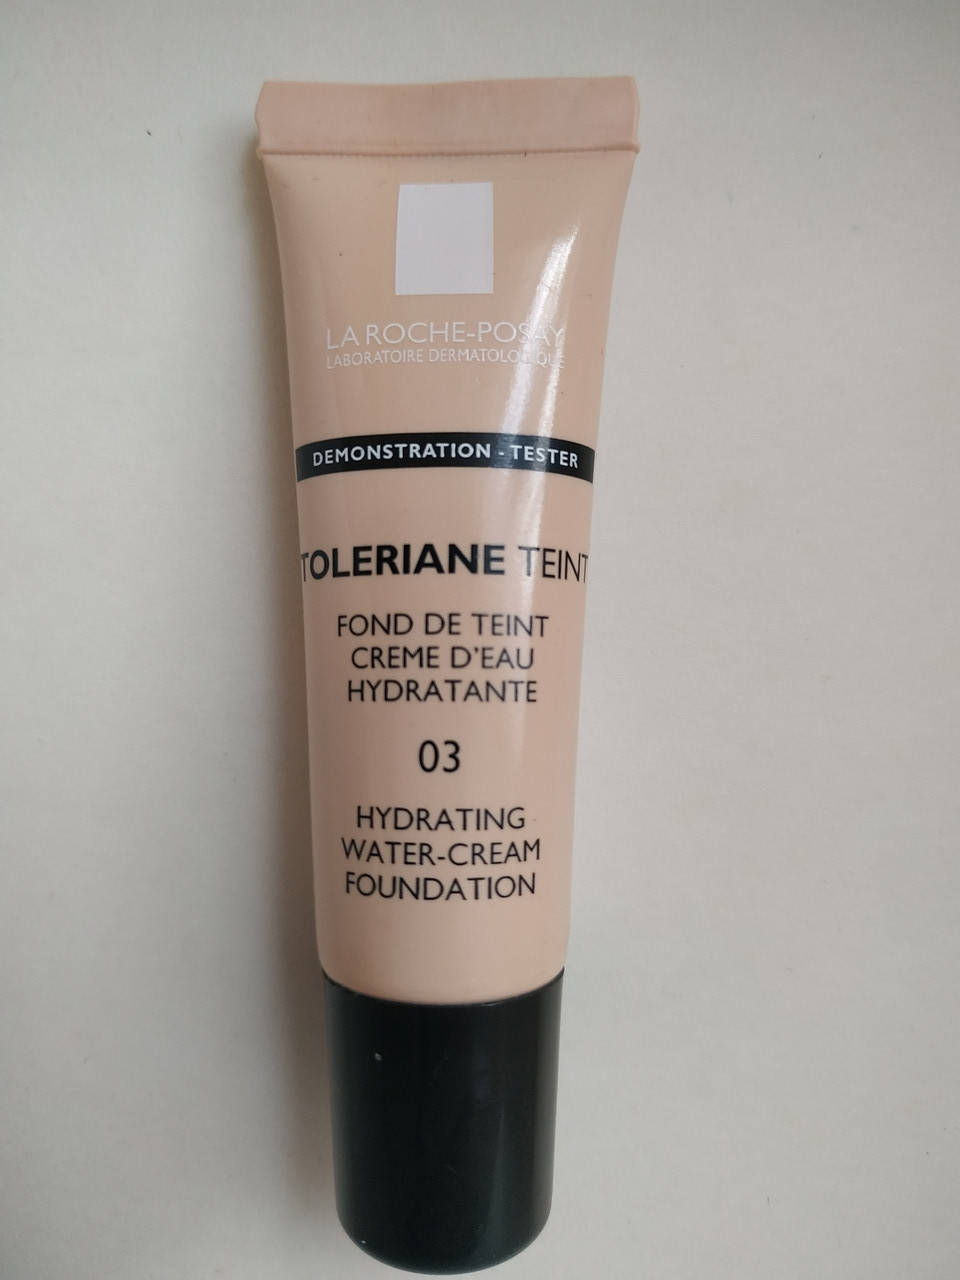 LA ROCHE-POSAY
LABORATOIRE DERMATOLOGIQUE
DEMONSTRATION - TESTER
TOLERIANE TEINT
FOND DE TEINT
CREME D'EAU
HYDRATANTE
03
HYDRATING
WATER-CREAM
FOUNDATION